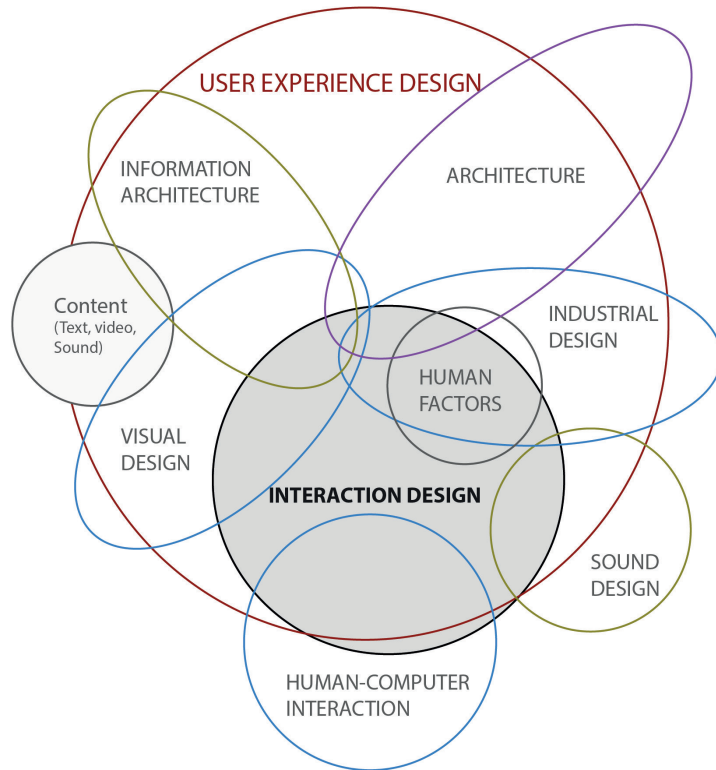 USER EXPERIENCE DESIGN
INFORMATION
ARCHITECTURE
ARCHITECTURE
Content
(Text, video,
Sound)
INDUSTRIAL
DESIGN
HUMAN
FACTORS
VISUAL
DESIGN
INTERACTION DESIGN
SOUND
DESIGN
HUMAN-COMPUTER
INTERACTION